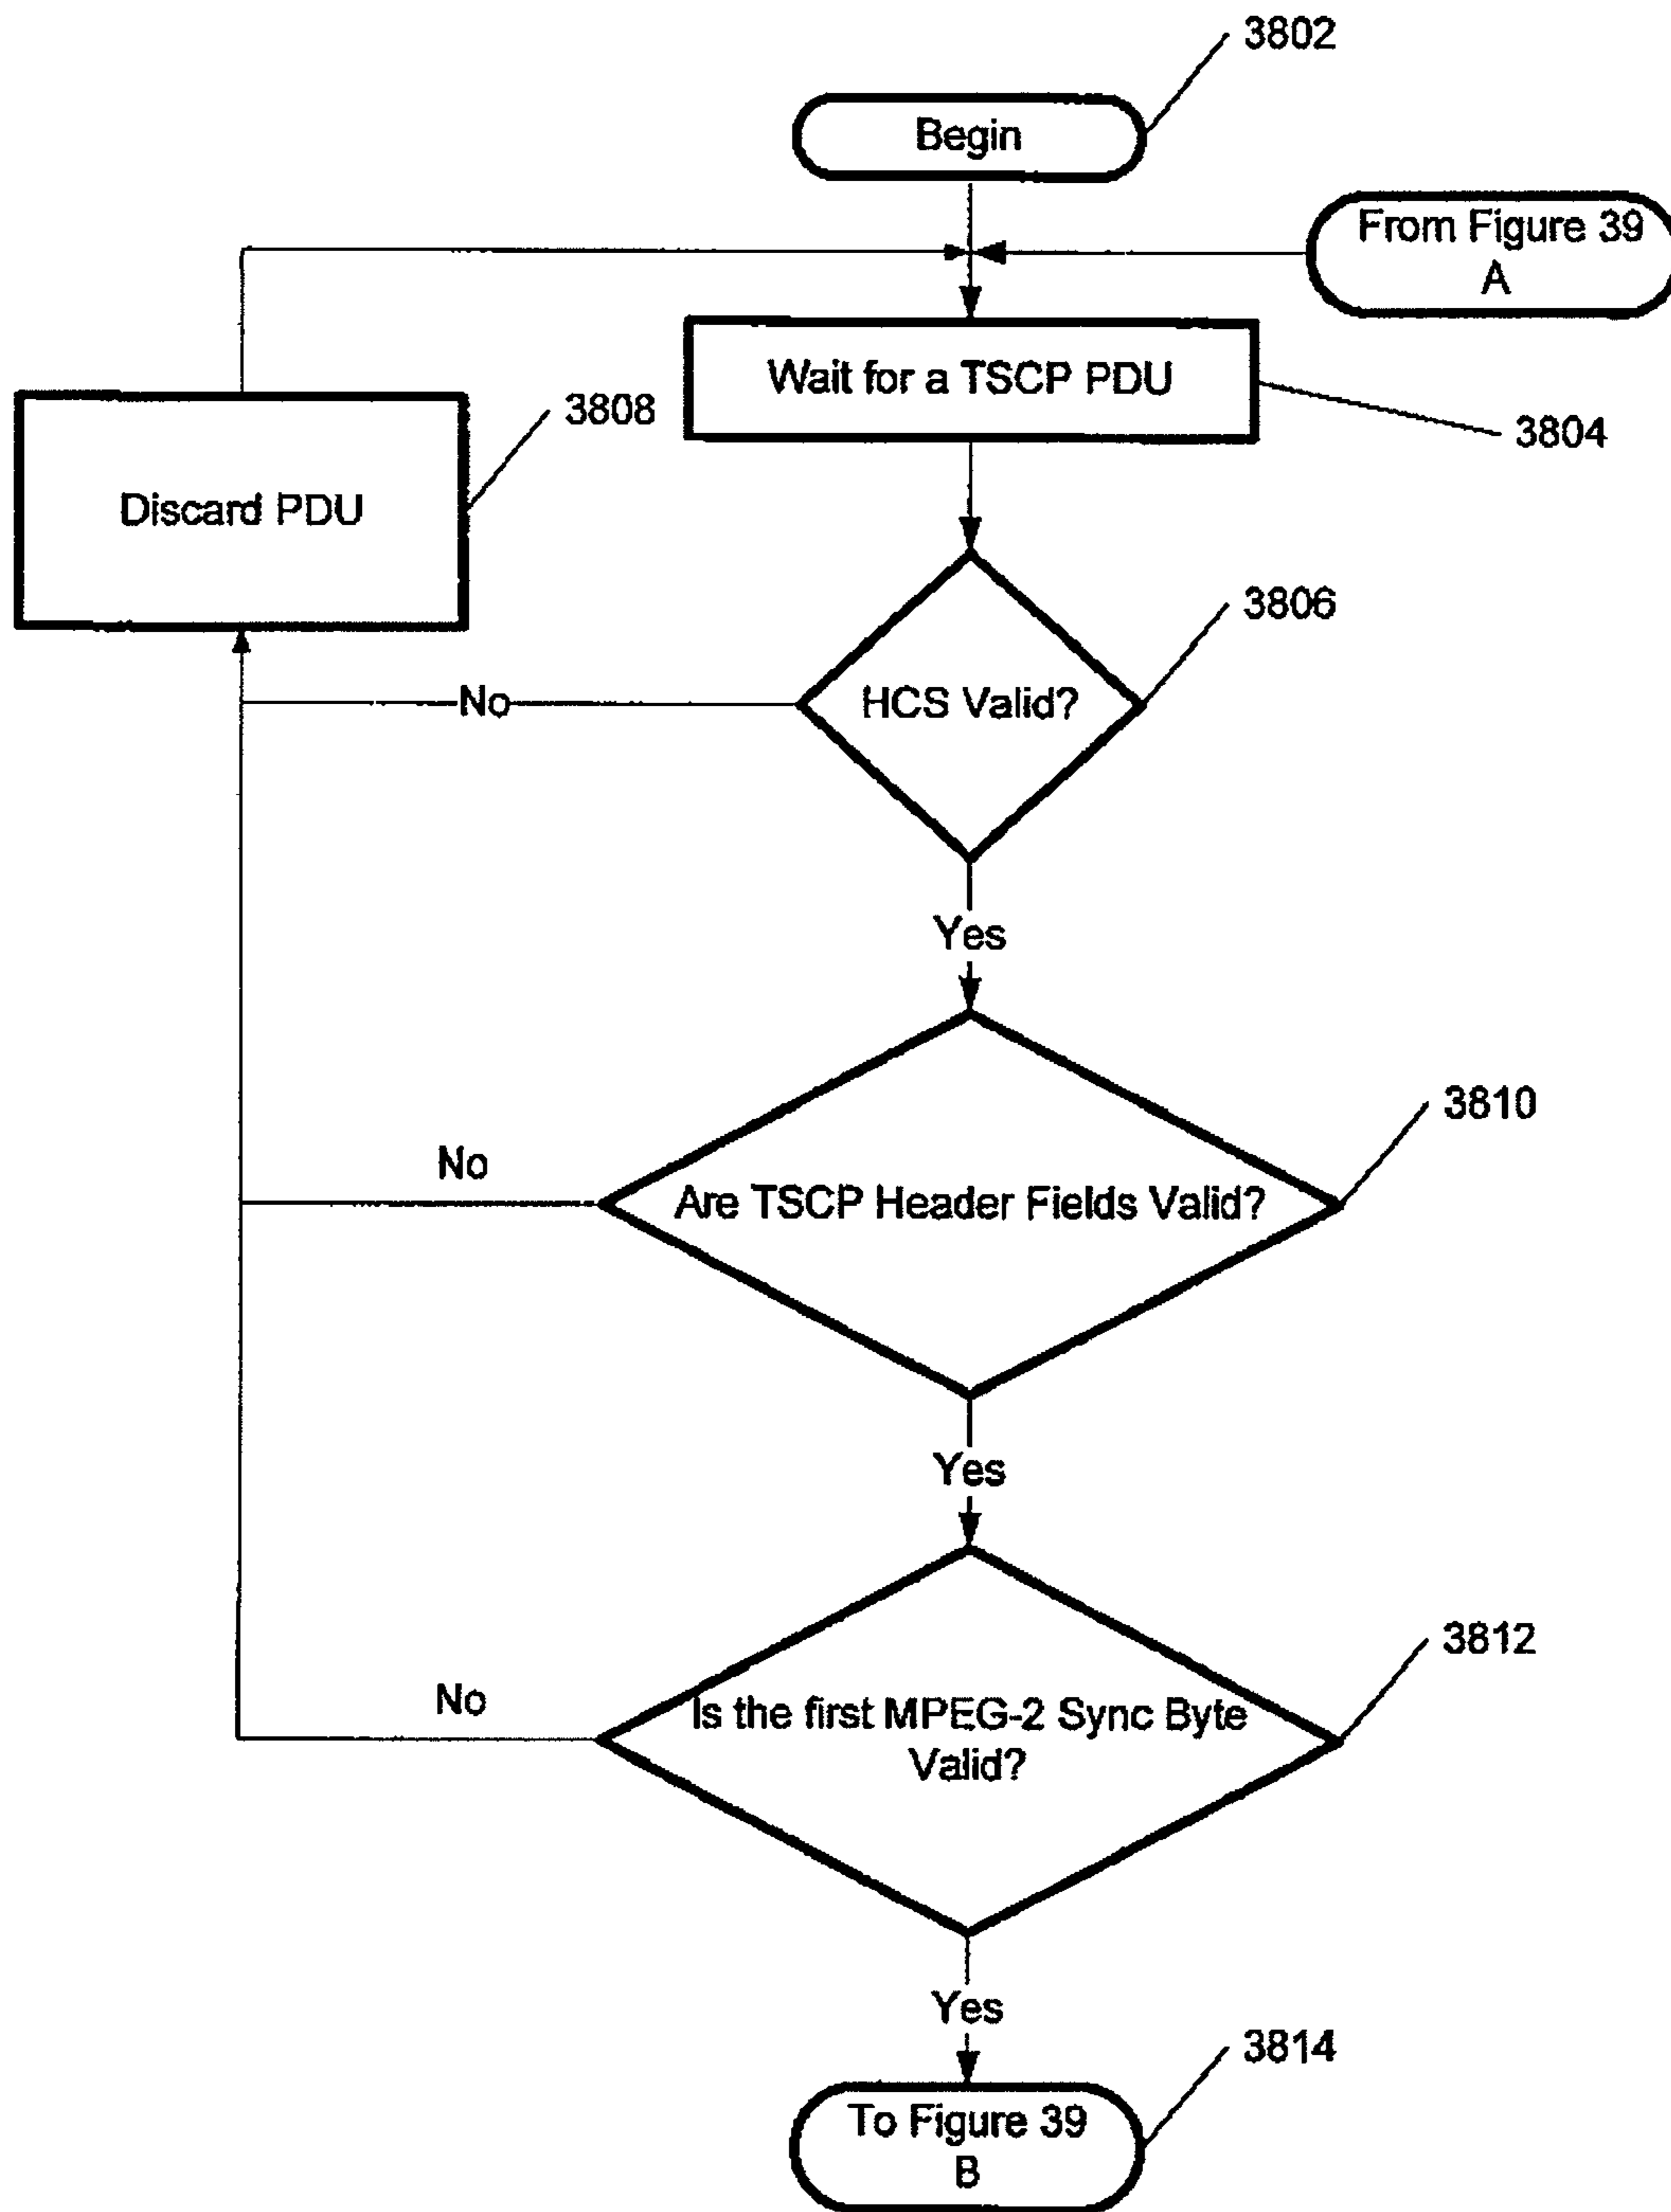 3802
Begin
From Figure 39
A
Wait for a TSCP PDU
3804
Discard PDU
3808
HCS Valid?
3806
No
Yes
Are TSCP Header Fields Valid?
3810
No
Yes
Is the first MPEG-2 Sync Byte
Valid?
3812
No
Yes
To Figure 39
B
3814